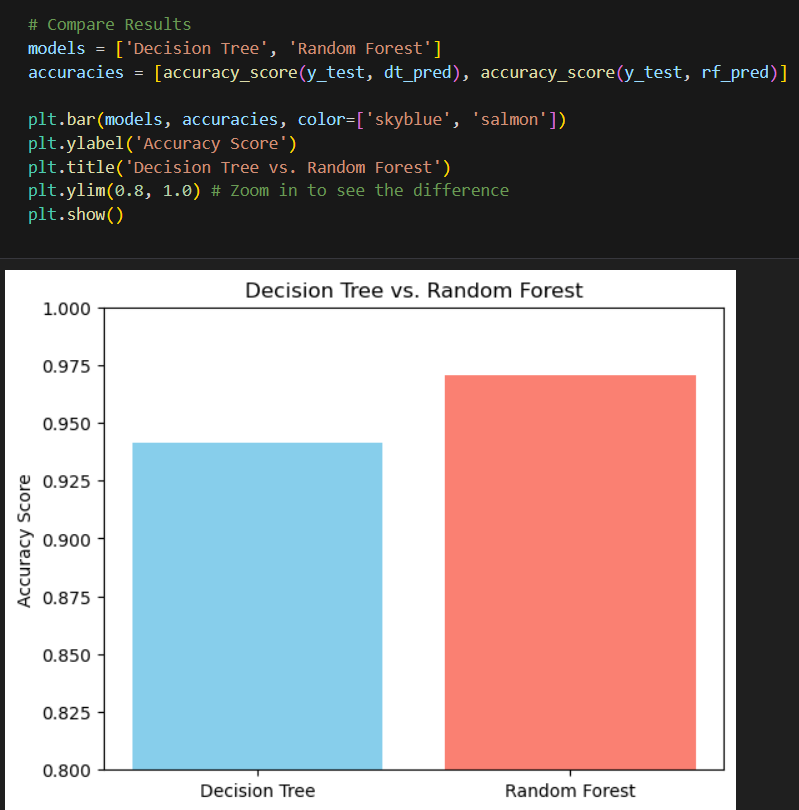 # Compare Results
models = ['Decision Tree', 'Random Forest']
accuracies = [accuracy_score(y_test, dt_pred), accuracy_score(y_test, rf_pred)]
plt.bar(models, accuracies, color=['skyblue', 'salmon'])
plt.ylabel('Accuracy Score')
plt.title('Decision Tree vs. Random Forest')
plt.ylim(0.8, 1.0) # Zoom in to see the difference
plt.show()
Decision Tree vs. Random Forest
1.000
0.975
0.950
0.925
0.900
0.875
0.850
0.825
0.800
Accuracy Score
Decision Tree
Random Forest